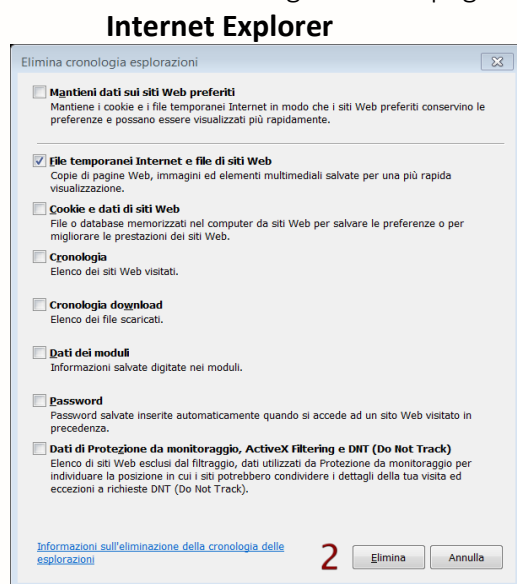 Internet Explorer
Elimina cronologia esplorazioni
Mantieni dati sui siti Web preferiti
Mantiene i cookie e i file temporanei Internet in modo che i siti Web preferiti conservino le
preferenze e possano essere visualizzati più rapidamente.
File temporanei Internet e file di siti Web
Copie di pagine Web, immagini ed elementi multimediali salvate per una più rapida
visualizzazione.
Cookie e dati di siti Web
File o database memorizzati nel computer da siti Web per salvare le preferenze o per
migliorare le prestazioni dei siti Web.
Cronologia
Elenco dei siti Web visitati.
Cronologia download
Elenco dei file scaricati.
Dati dei moduli
Informazioni salvate digitate nei moduli.
Password
Password salvate inserite automaticamente quando si accede ad un sito Web visitato in
precedenza.
Dati di Protezione da monitoraggio, ActiveX Filtering e DNT (Do Not Track)
Elenco di siti Web esclusi dal filtraggio, dati utilizzati da Protezione da monitoraggio per
individuare la posizione in cui i siti potrebbero condividere i dettagli della tua visita ed
eccezioni a richieste DNT (Do Not Track).
Informazioni sull'eliminazione della cronologia delle
esplorazioni
2 Elimina Annulla